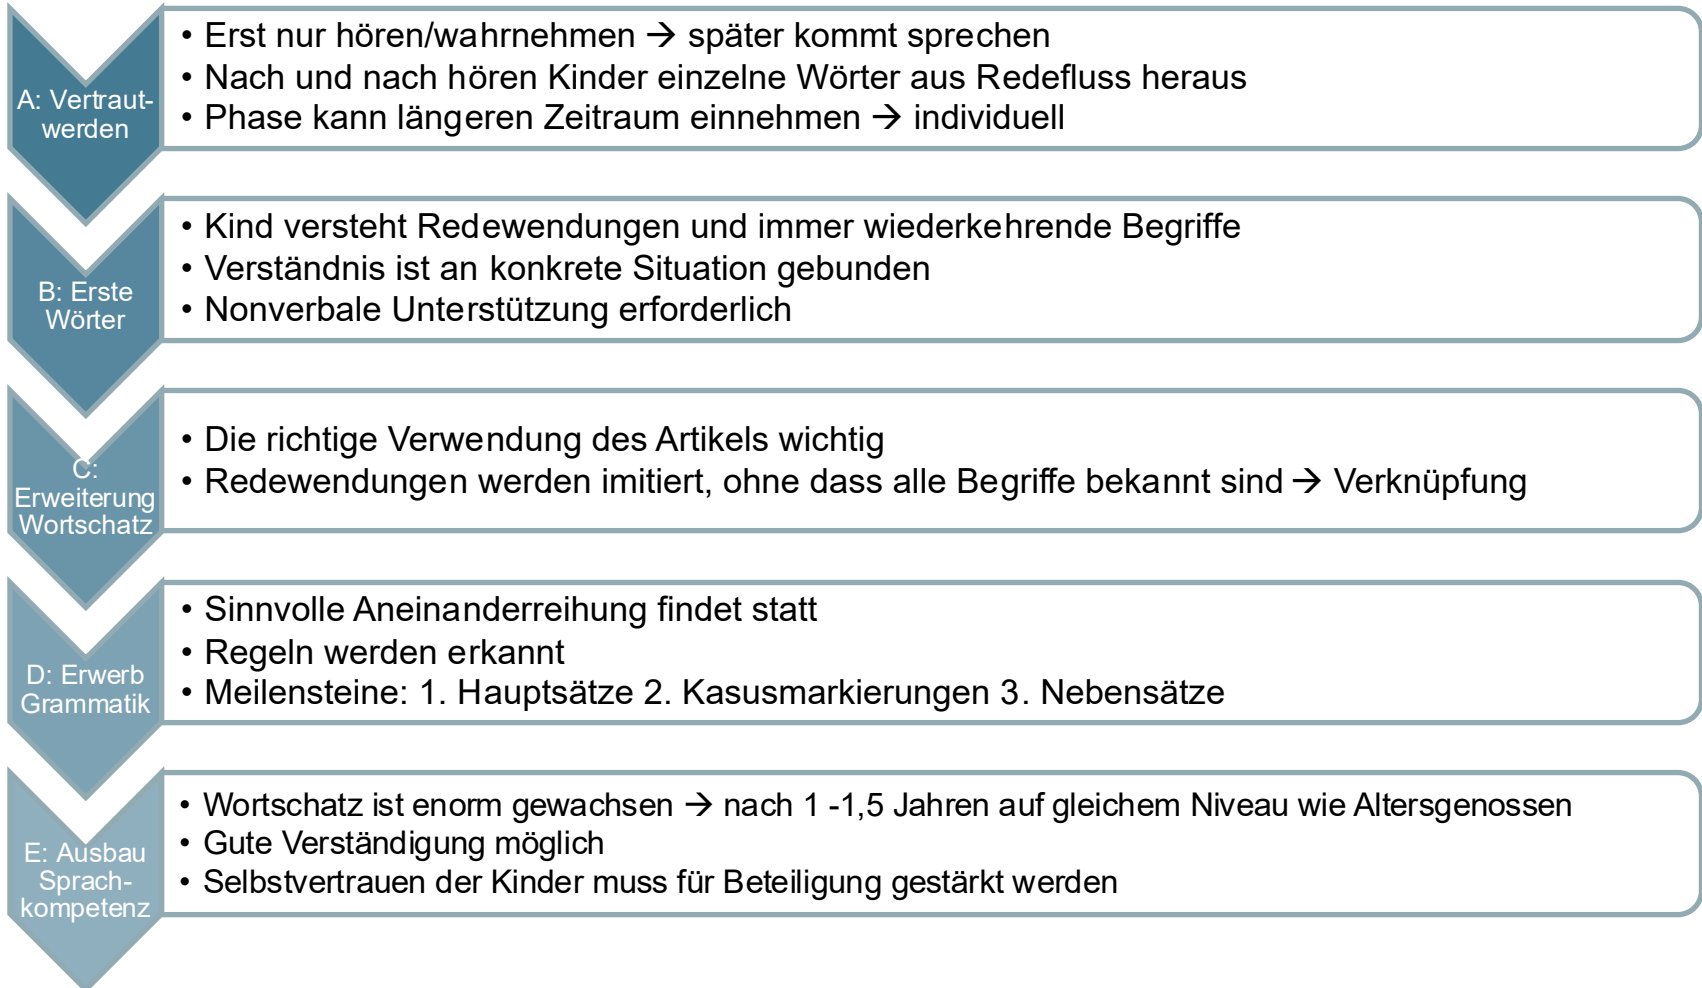 A: Vertraut-
werden
• Erst nur hören/wahrnehmen → später kommt sprechen
• Nach und nach hören Kinder einzelne Wörter aus Redefluss heraus
• Phase kann längeren Zeitraum einnehmen → individuell
B: Erste
Wörter
• Kind versteht Redewendungen und immer wiederkehrende Begriffe
• Verständnis ist an konkrete Situation gebunden
• Nonverbale Unterstützung erforderlich
C:
Erweiterung
Wortschatz
• Die richtige Verwendung des Artikels wichtig
• Redewendungen werden imitiert, ohne dass alle Begriffe bekannt sind → Verknüpfung
D: Erwerb
Grammatik
• Sinnvolle Aneinanderreihung findet statt
• Regeln werden erkannt
• Meilensteine: 1. Hauptsätze 2. Kasusmarkierungen 3. Nebensätze
E: Ausbau
Sprach-
kompetenz
• Wortschatz ist enorm gewachsen → nach 1 -1,5 Jahren auf gleichem Niveau wie Altersgenossen
• Gute Verständigung möglich
• Selbstvertrauen der Kinder muss für Beteiligung gestärkt werden